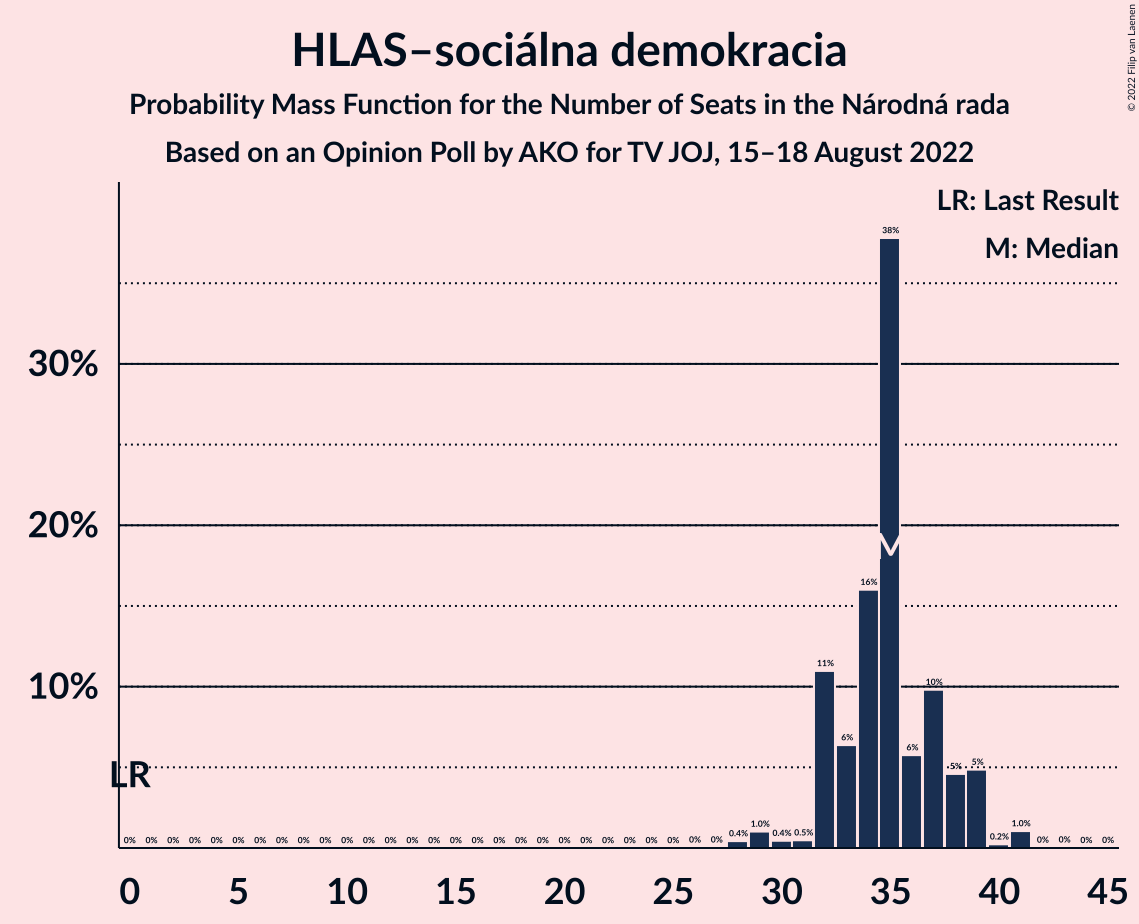 HLAS–sociálna demokracia
Probability Mass Function for the Number of Seats in the Národná rada
Based on an Opinion Poll by AKO for TV JOJ, 15–18 August 2022
© 2022 Filip van Laenen
LR: Last Result
M: Median
38%
30%
20%
16%
11%
10%
10%
6%
6%
5% 5%
LR
0% 0% 0% 0% 0% 0% 0% 0% 0% 0% 0% 0% 0% 0% 0% 0% 0% 0% 0% 0% 0% 0% 0% 0% 0% 0% 0% 0% 0.4% 1.0% 0.4% 0.5% 0.2% 1.0% 0% 0% 0% 0%
M
0 5 10 15 20 25 30 35 40 45